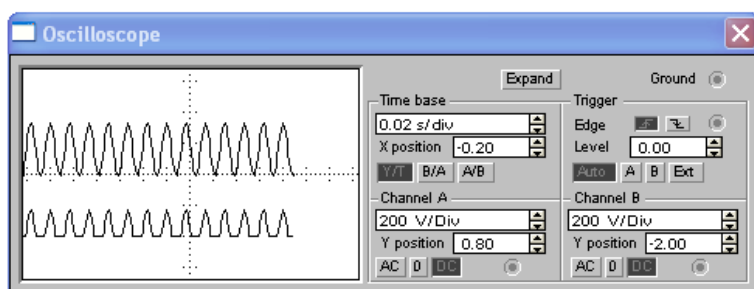 Oscilloscope
Expand
Ground
Time base
0.02 s/div
X position -0.20
Y/T B/A A/B
Trigger
Edge
Level 0.00
Auto A B Ext
Channel A
200 V/Div
Y position 0.80
AC 0 DC
Channel B
200 V/Div
Y position -2.00
AC 0 DC